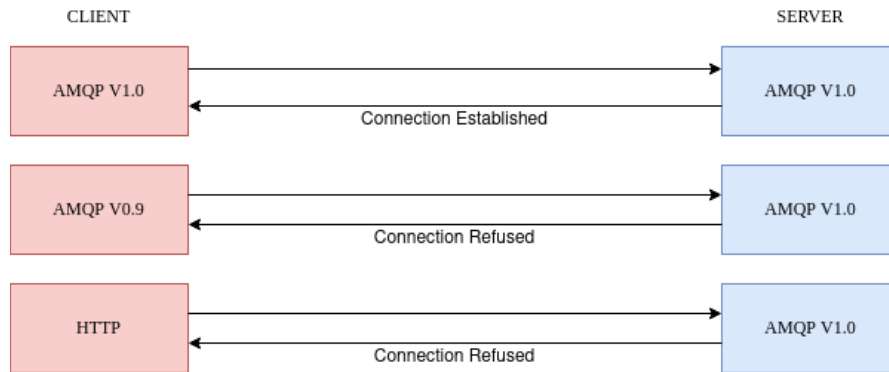 CLIENT
SERVER
AMQP V1.0
AMQP V1.0
Connection Established
AMQP V0.9
AMQP V1.0
Connection Refused
HTTP
AMQP V1.0
Connection Refused